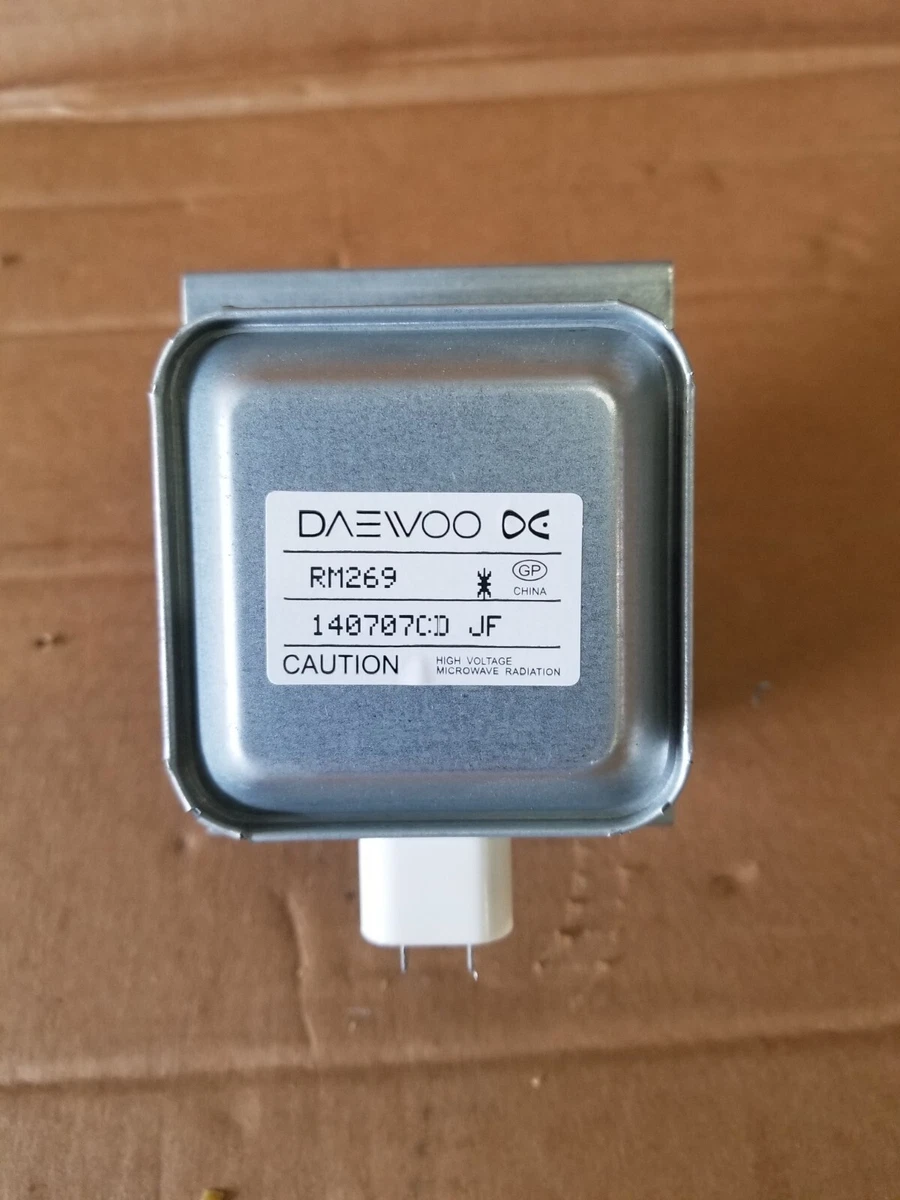 DAEWOO
RM269
GP
CHINA
140707CD JF
CAUTION
HIGH VOLTAGE
MICROWAVE RADIATION